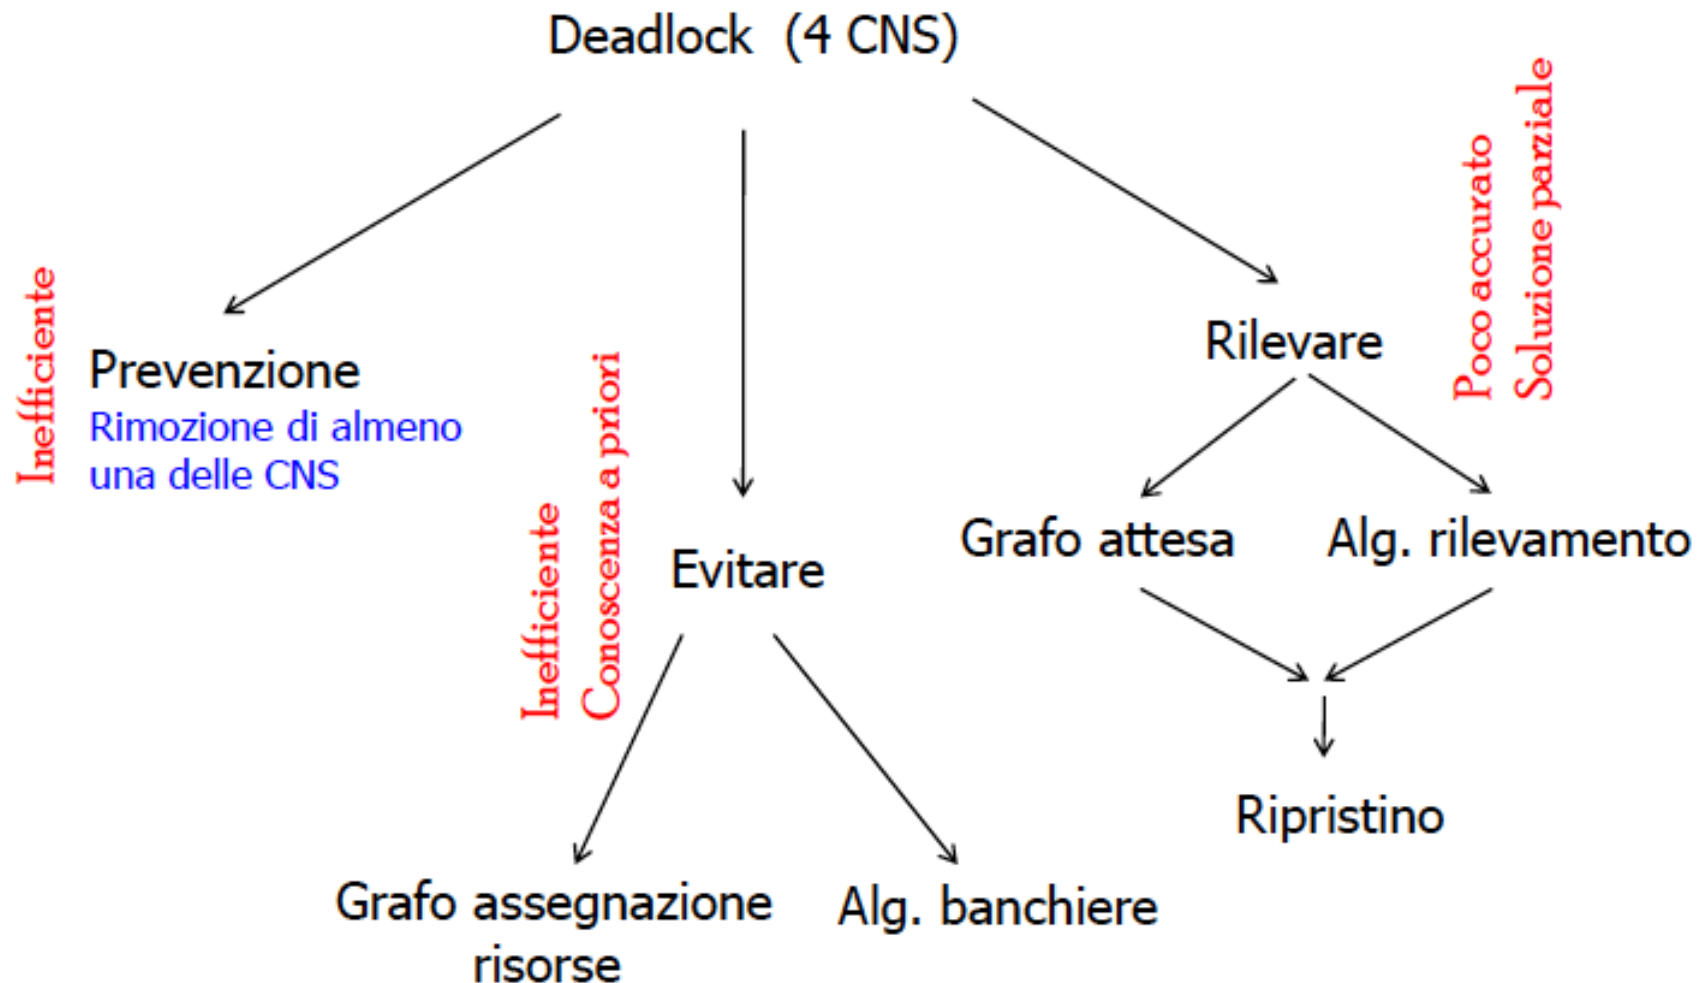 Deadlock (4 CNS)
Inefficiente
Prevenzione
Rimozione di almeno
una delle CNS
Inefficiente
Conoscenza a priori
Evitare
Grafo assegnazione
risorse
Alg. banchiere
Poco accurato
Soluzione parziale
Rilevare
Grafo attesa
Alg. rilevamento
Ripristino